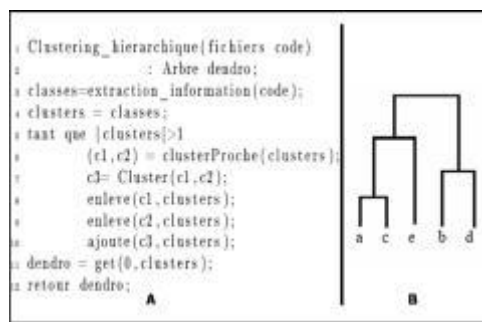 1 Clustering_hierarchique(fichiers code)
2 : Arbre dendro;
3 classes=extraction_information(code);
4 clusters = classes;
5 tant que |clusters|>1
6 (c1,c2) = clusterProche(clusters);
7 c3= Cluster(c1,c2);
8 enleve(c1,clusters);
9 enleve(c2,clusters);
10 ajoute(c3,clusters);
11 dendro = get(0,clusters);
12 retour dendro;
A
a c e b d
B